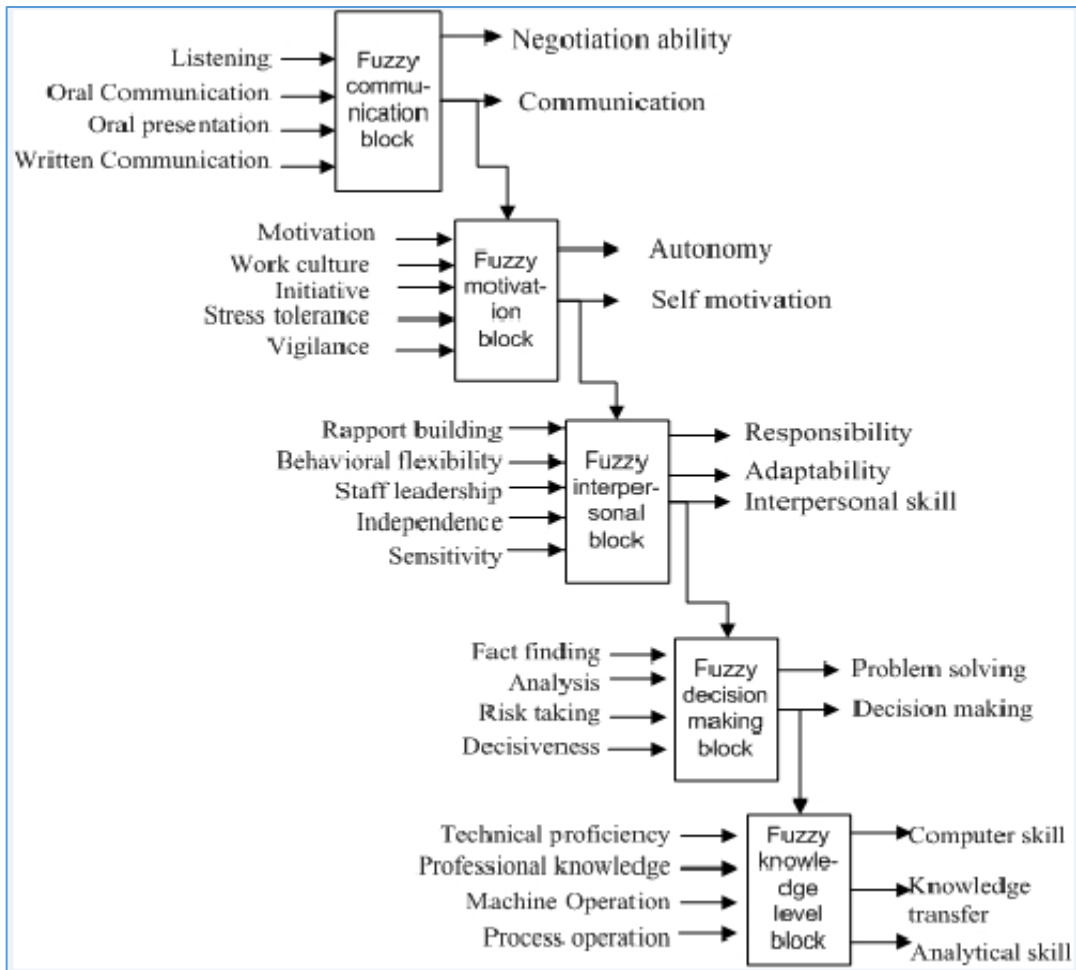 Listening
Oral Communication
Oral presentation
Written Communication
Fuzzy
commu-
nication
block
Negotiation ability
Communication
Motivation
Work culture
Initiative
Stress tolerance
Vigilance
Fuzzy
motivat-
ion
block
Autonomy
Self motivation
Rapport building
Behavioral flexibility
Staff leadership
Independence
Sensitivity
Fuzzy
interper-
sonal
block
Responsibility
Adaptability
Interpersonal skill
Fact finding
Analysis
Risk taking
Decisiveness
Fuzzy
decision
making
block
Problem solving
Decision making
Technical proficiency
Professional knowledge
Machine Operation
Process operation
Fuzzy
knowle-
dge
level
block
Computer skill
Knowledge
transfer
Analytical skill